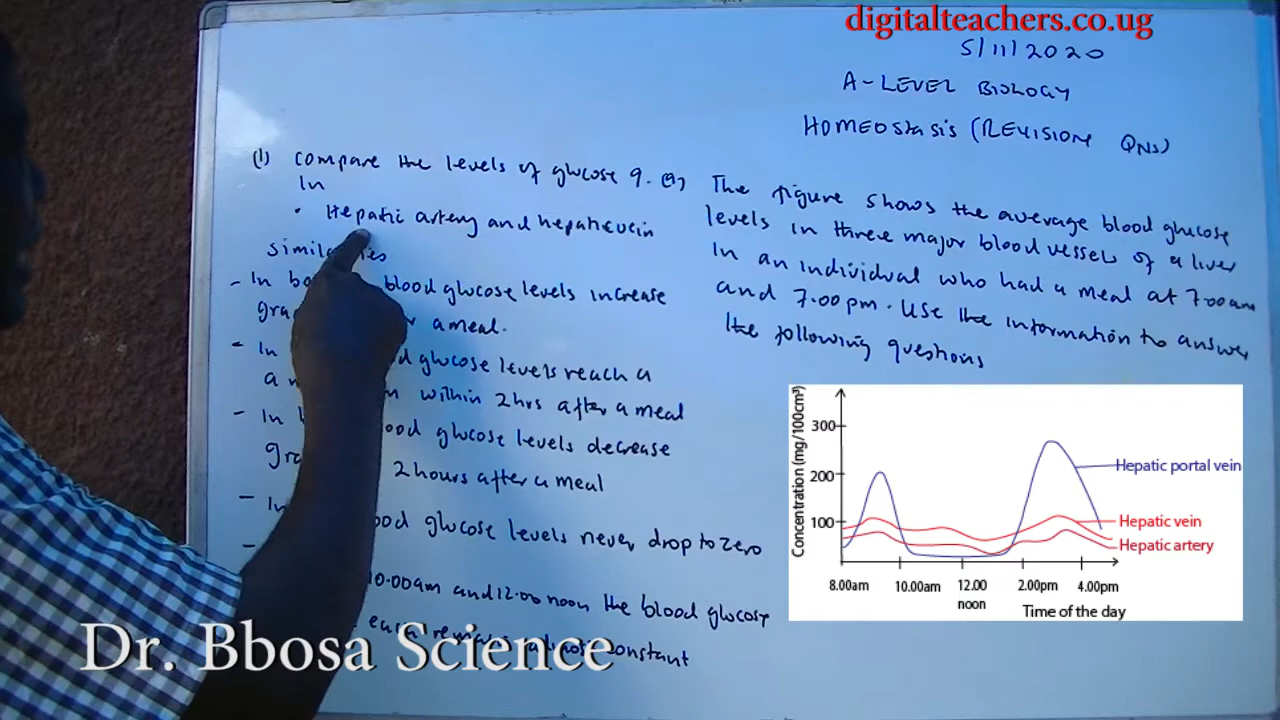 digitalteachers.co.ug
5/11/2020
A-LEVEL BIOLOGY
HOMEOSTASIS (REVISION QNS)
(1) compare the levels of glucose
In
• Hepatic artery and hepatic vein
similarities
- In blood glucose levels increase
a meal.
- In glucose levels reach a
a within 2hrs after a meal
- In blood glucose levels decrease
2 hours after a meal
- In blood glucose levels never drop to zero
- 10.00am and 12.00 noon the blood glucose
each remains almost constant
9. (a) The figure shows the average blood glucose
levels in three major blood vessels of a liver
In an individual who had a meal at 7.00am
and 7.00pm. Use the information to answer
the following questions
Concentration (mg/100cm³)
300
200
100
Hepatic portal vein
Hepatic vein
Hepatic artery
8.00am 10.00am 12.00 noon 2.00pm 4.00pm
Time of the day
Dr. Bbosa Science